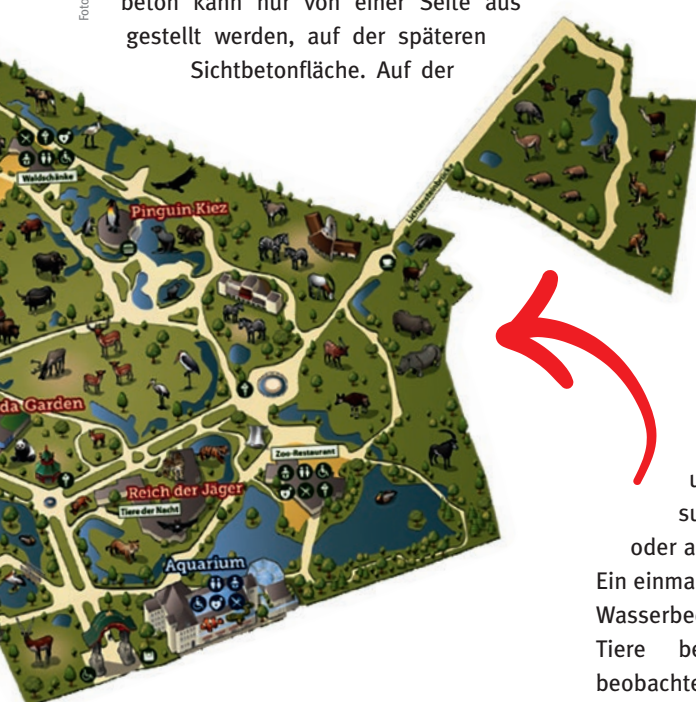 Foto
beton kann nur von einer Seite aus
gestellt werden, auf der späteren
Sichtbetonfläche. Auf der
Waldschänke
Pinguin Kiez
da Garden
Zoo-Restaurant
Reich der Jäger
Tiere der Nacht
Aquarium
oder a
Ein einma
Tiere be
beobachte